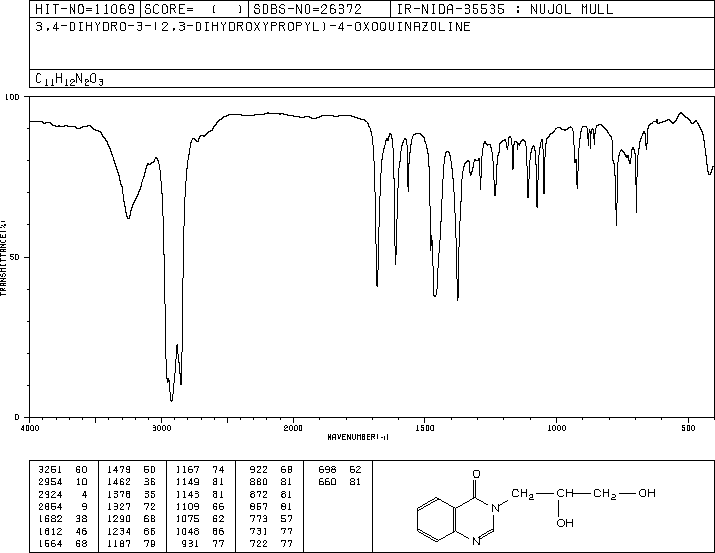 HIT-NO=11069 SCORE= ( ) SDBS-NO=26372 IR-NIDA-35535 : NUJOL MULL
3,4-DIHYDRO-3-(2,3-DIHYDROXYPROPYL)-4-OXOQUINAZOLINE
C11H12N2O3
100
50
0
TRANSMITTANCE(%)
4000 3000 2000 1500 1000 500
WAVENUMBER(-1)
3251 60 1479 50 1167 74 922 68 698 62
2954 10 1462 36 1149 81 880 81 660 81
2924 4 1378 35 1143 81 872 81
2854 9 1327 72 1109 66 857 81
1682 38 1290 68 1075 62 773 57
1612 46 1234 66 1048 66 731 77
1564 68 1187 79 931 77 722 77
O
N CH2 CH CH2 OH
OH
N